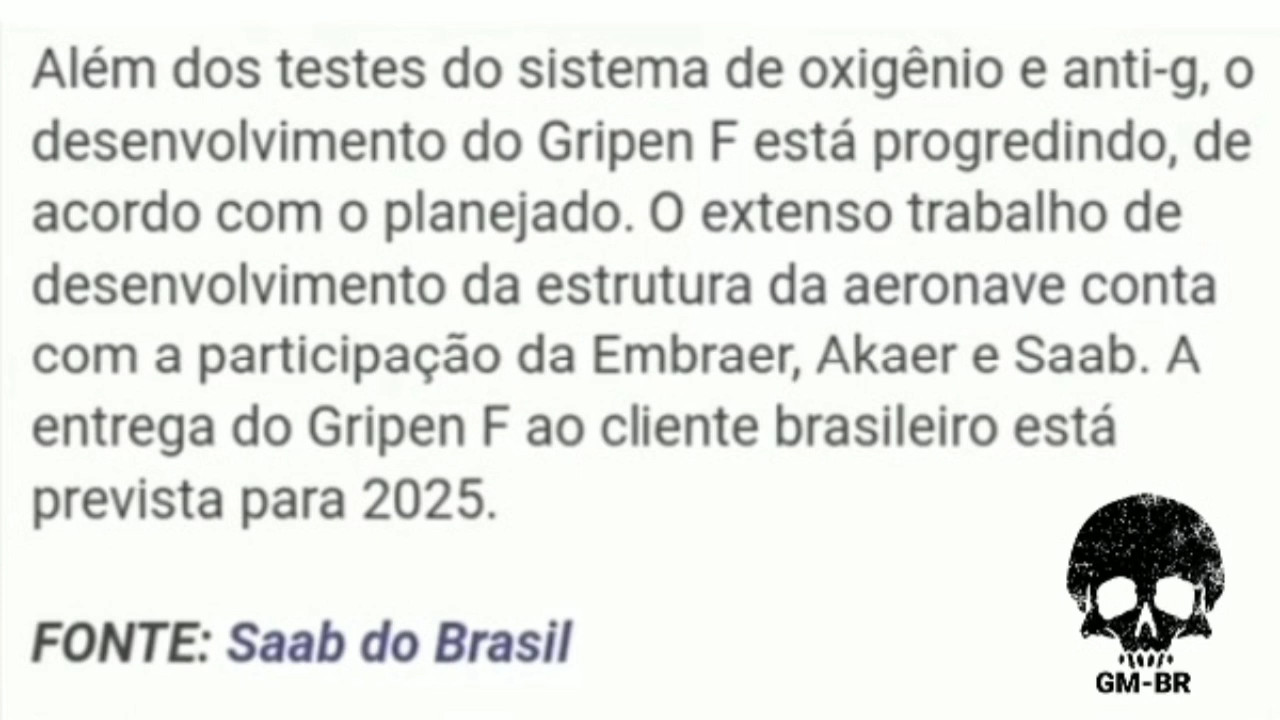 Além dos testes do sistema de oxigênio e anti-g, o
desenvolvimento do Gripen F está progredindo, de
acordo com o planejado. O extenso trabalho de
desenvolvimento da estrutura da aeronave conta
com a participação da Embraer, Akaer e Saab. A
entrega do Gripen F ao cliente brasileiro está
prevista para 2025.
FONTE: Saab do Brasil
GM-BR